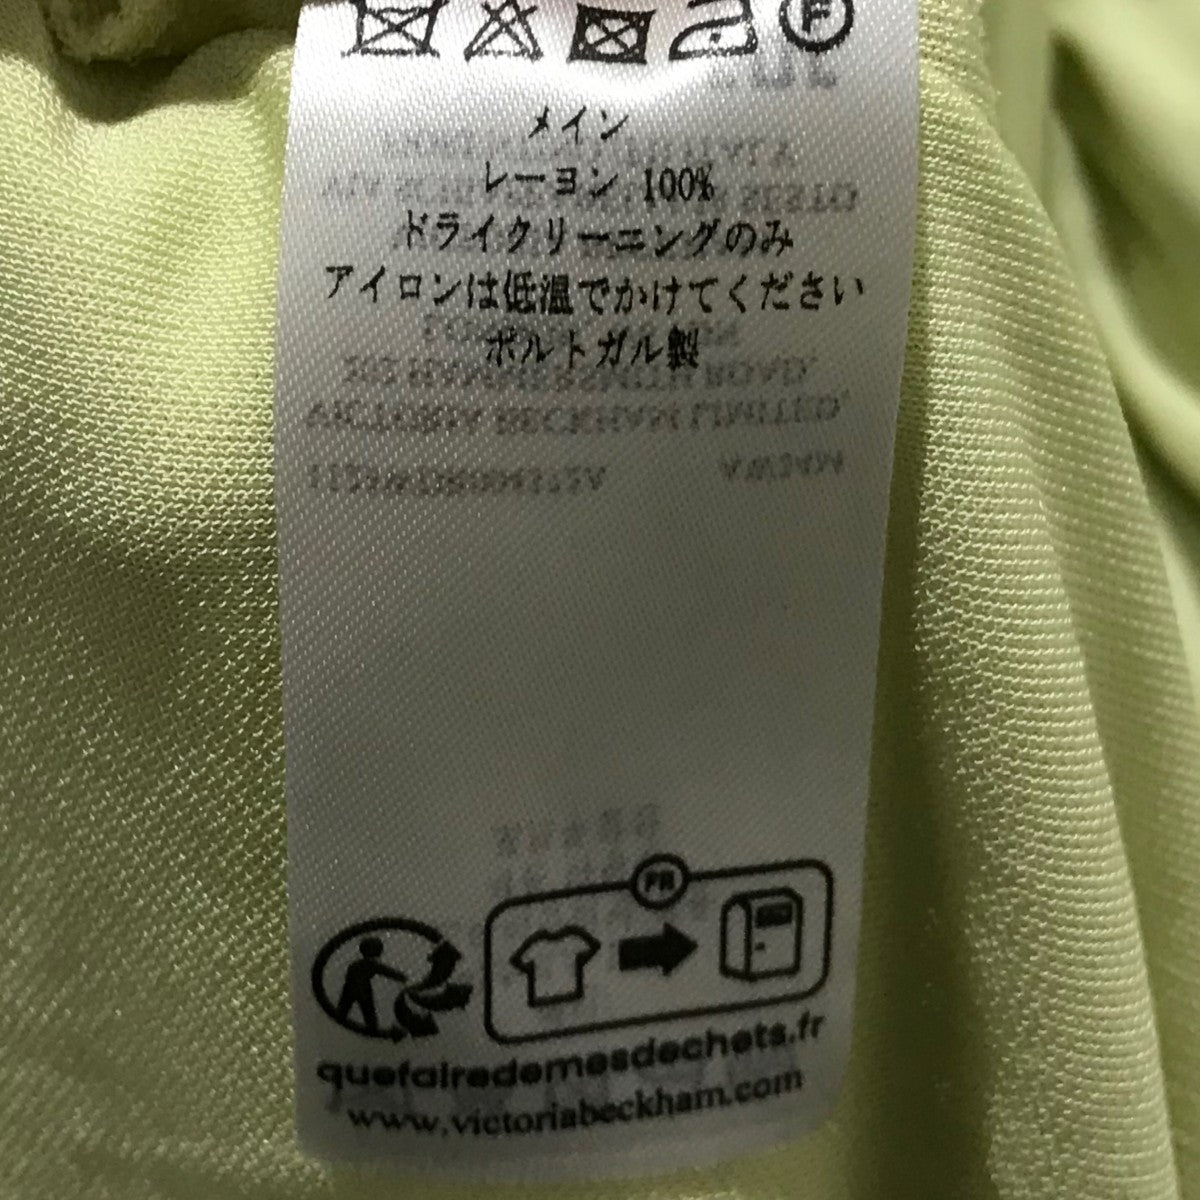 F
メイン
レーヨン 100%
ドライクリーニングのみ
アイロンは低温でかけてください
ポルトガル製
FR
quefairedemesdechets.fr
www.victoriabeckham.com